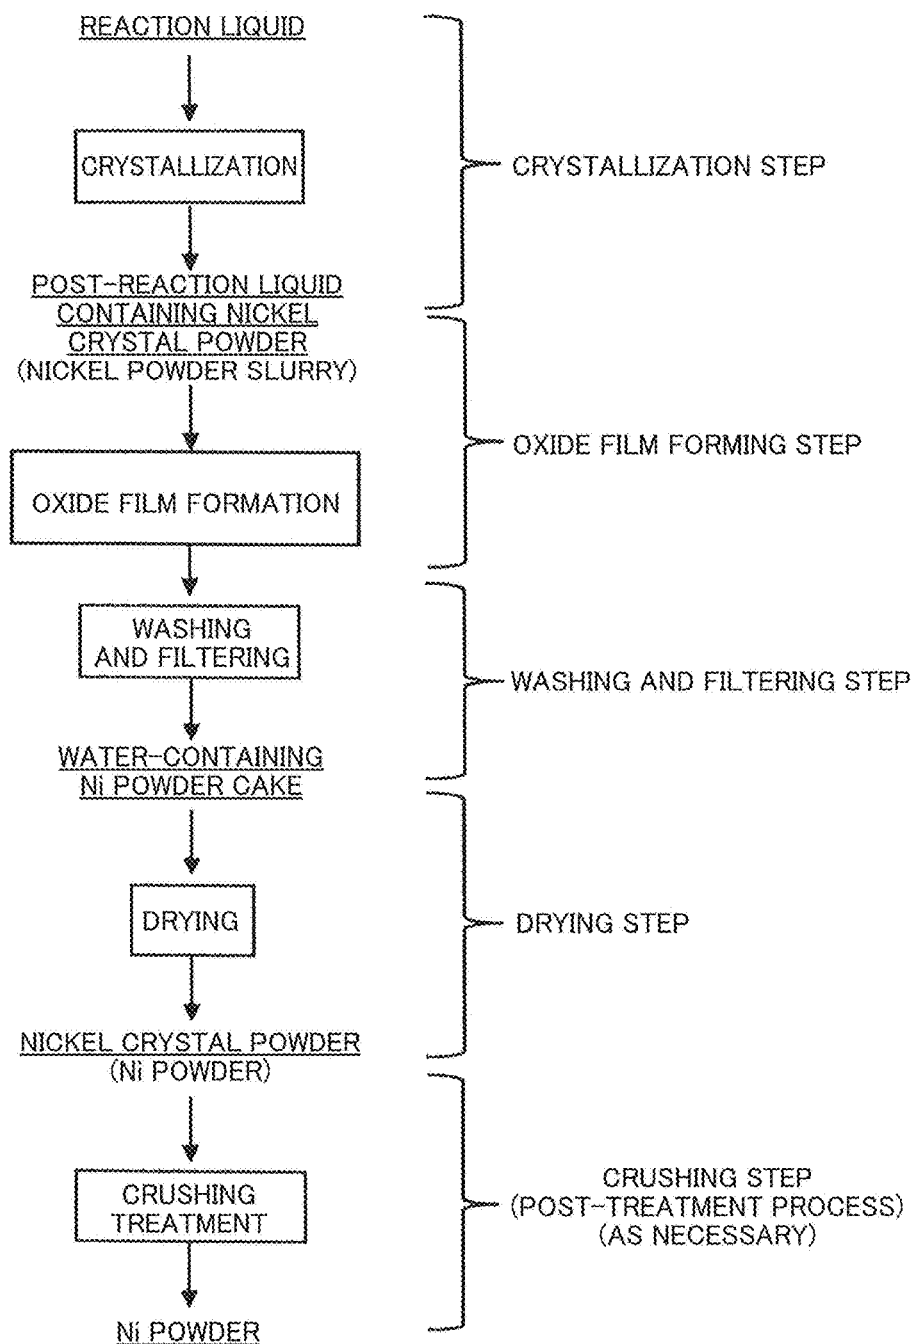 REACTION LIQUID
CRYSTALLIZATION
CRYSTALLIZATION STEP
POST-REACTION LIQUID
CONTAINING NICKEL
CRYSTAL POWDER
(NICKEL POWDER SLURRY)
OXIDE FILM FORMING STEP
OXIDE FILM FORMATION
WASHING
AND FILTERING
WASHING AND FILTERING STEP
WATER-CONTAINING
Ni POWDER CAKE
DRYING
DRYING STEP
NICKEL CRYSTAL POWDER
(Ni POWDER)
CRUSHING
TREATMENT
CRUSHING STEP
(POST-TREATMENT PROCESS)
(AS NECESSARY)
Ni POWDER